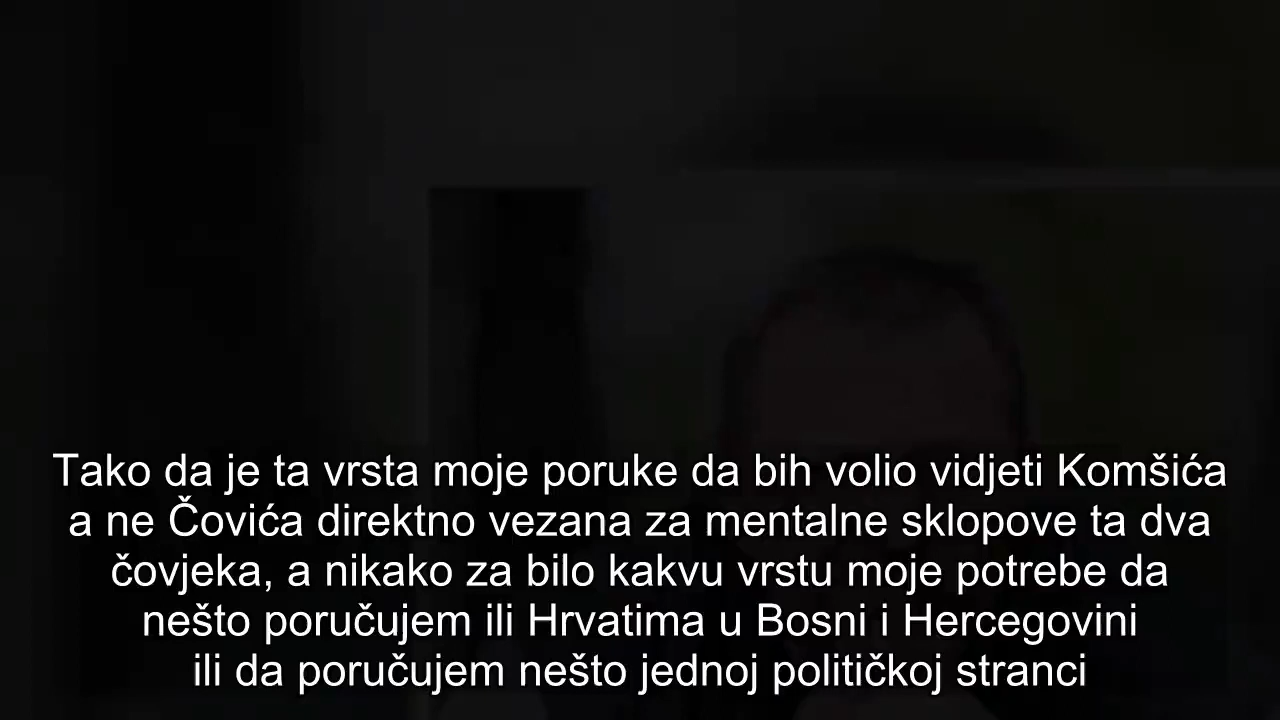 Tako da je ta vrsta moje poruke da bih volio vidjeti Komšića
a ne Čovića direktno vezana za mentalne sklopove ta dva
čovjeka, a nikako za bilo kakvu vrstu moje potrebe da
nešto poručujem ili Hrvatima u Bosni i Hercegovini
ili da poručujem nešto jednoj političkoj stranci